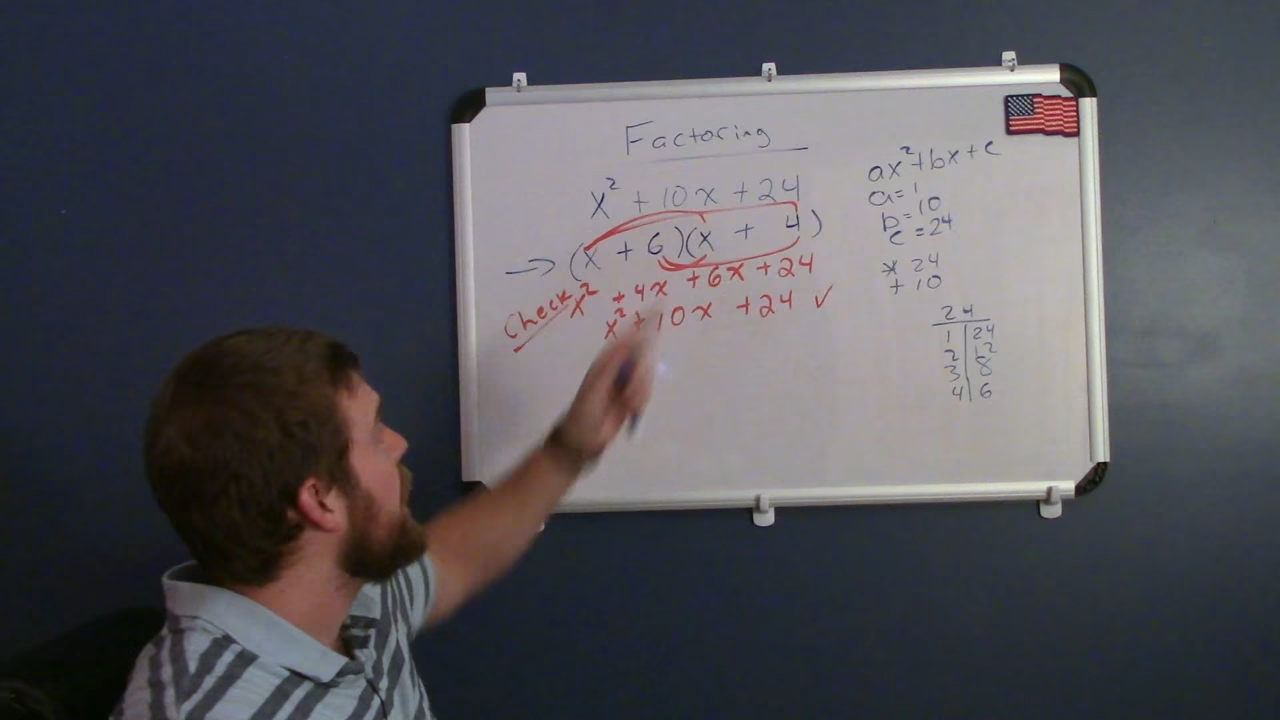 Factoring
x² + 10x + 24
→ (x + 6)(x + 4)
Check x² + 4x + 6x + 24
x² + 10x + 24 ✓
ax² + bx + c
a = 1
b = 10
c = 24
* 24
+ 10
24
1 | 24
2 | 12
3 | 8
4 | 6